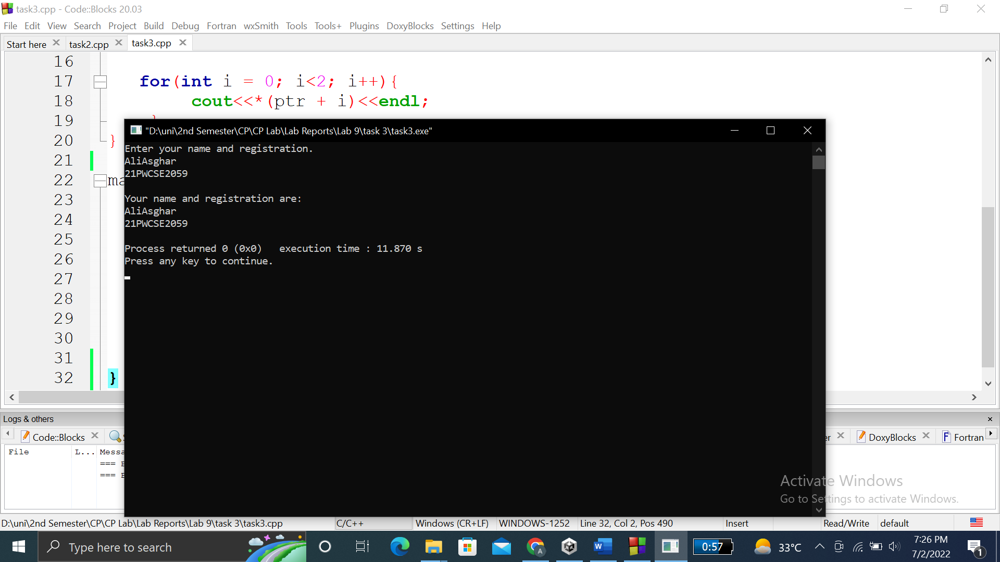 task3.cpp - Code::Blocks 20.03
File Edit View Search Project Build Debug Fortran wxSmith Tools Tools+ Plugins DoxyBlocks Settings Help
Start here task2.cpp task3.cpp
16
17 for(int i = 0; i<2; i++){
18 cout<<*(ptr + i)<<endl;
19
20 }
21
22 ma
23
24
25
26
27
28
29
30
31
32 }
"D:\uni\2nd Semester\CP\CP Lab\Lab Reports\Lab 9\task 3\task3.exe"
Enter your name and registration.
AliAsghar
21PWCSE2059
Your name and registration are:
AliAsghar
21PWCSE2059
Process returned 0 (0x0)   execution time : 11.870 s
Press any key to continue.
Logs & others
Code::Blocks er DoxyBlocks Fortran
File L... Messa
===
===
Activate Windows
Go to Settings to activate Windows.
D:\uni\2nd Semester\CP\CP Lab\Lab Reports\Lab 9\task 3\task3.cpp C/C++ Windows (CR+LF) WINDOWS-1252 Line 32, Col 2, Pos 490 Insert Read/Write default
Type here to search 0:57 33°C 7:26 PM
7/2/2022 1